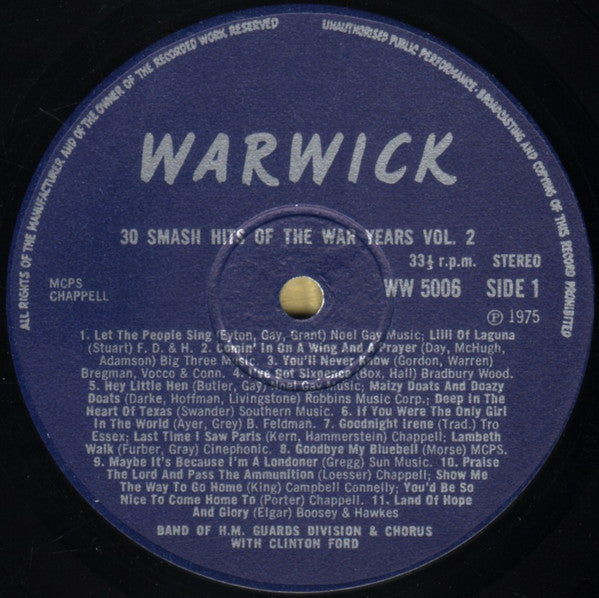 ALL RIGHTS OF THE MANUFACTURER AND OF THE OWNER OF THE RECORDED WORK RESERVED
UNAUTHORISED PUBLIC PERFORMANCE, BROADCASTING AND COPYING OF THIS RECORD PROHIBITED
WARWICK
30 SMASH HITS OF THE WAR YEARS VOL. 2
33⅓ r.p.m. STEREO
MCPS
CHAPPELL
WW 5006 SIDE 1
℗ 1975
1. Let The People Sing (Eyton, Gay, Grant) Noel Gay Music; Lilli Of Laguna
(Stuart) F. D. & H. 2. Comin' In On A Wing And A Prayer (Day, McHugh,
Adamson) Big Three Music. 3. You'll Never Know (Gordon, Warren)
Bregman, Vocco & Conn. 4. I've Got Sixpence (Box, Hall) Bradbury Wood.
5. Hey Little Hen (Butler, Gay) Noel Gay Music; Maizy Doats And Doazy
Doats (Darke, Hoffman, Livingstone) Robbins Music Corp.; Deep In The
Heart Of Texas (Swander) Southern Music. 6. If You Were The Only Girl
In The World (Ayer, Grey) B. Feldman. 7. Goodnight Irene (Trad.) Tro
Essex; Last Time I Saw Paris (Kern, Hammerstein) Chappell; Lambeth
Walk (Furber, Gray) Cinephonic. 8. Goodbye My Bluebell (Morse) MCPS.
9. Maybe It's Because I'm A Londoner (Gregg) Sun Music. 10. Praise
The Lord And Pass The Ammunition (Loesser) Chappell; Show Me
The Way To Go Home (King) Campbell Connelly; You'd Be So
Nice To Come Home To (Porter) Chappell. 11. Land Of Hope
And Glory (Elgar) Boosey & Hawkes
BAND OF H.M. GUARDS DIVISION & CHORUS
WITH CLINTON FORD